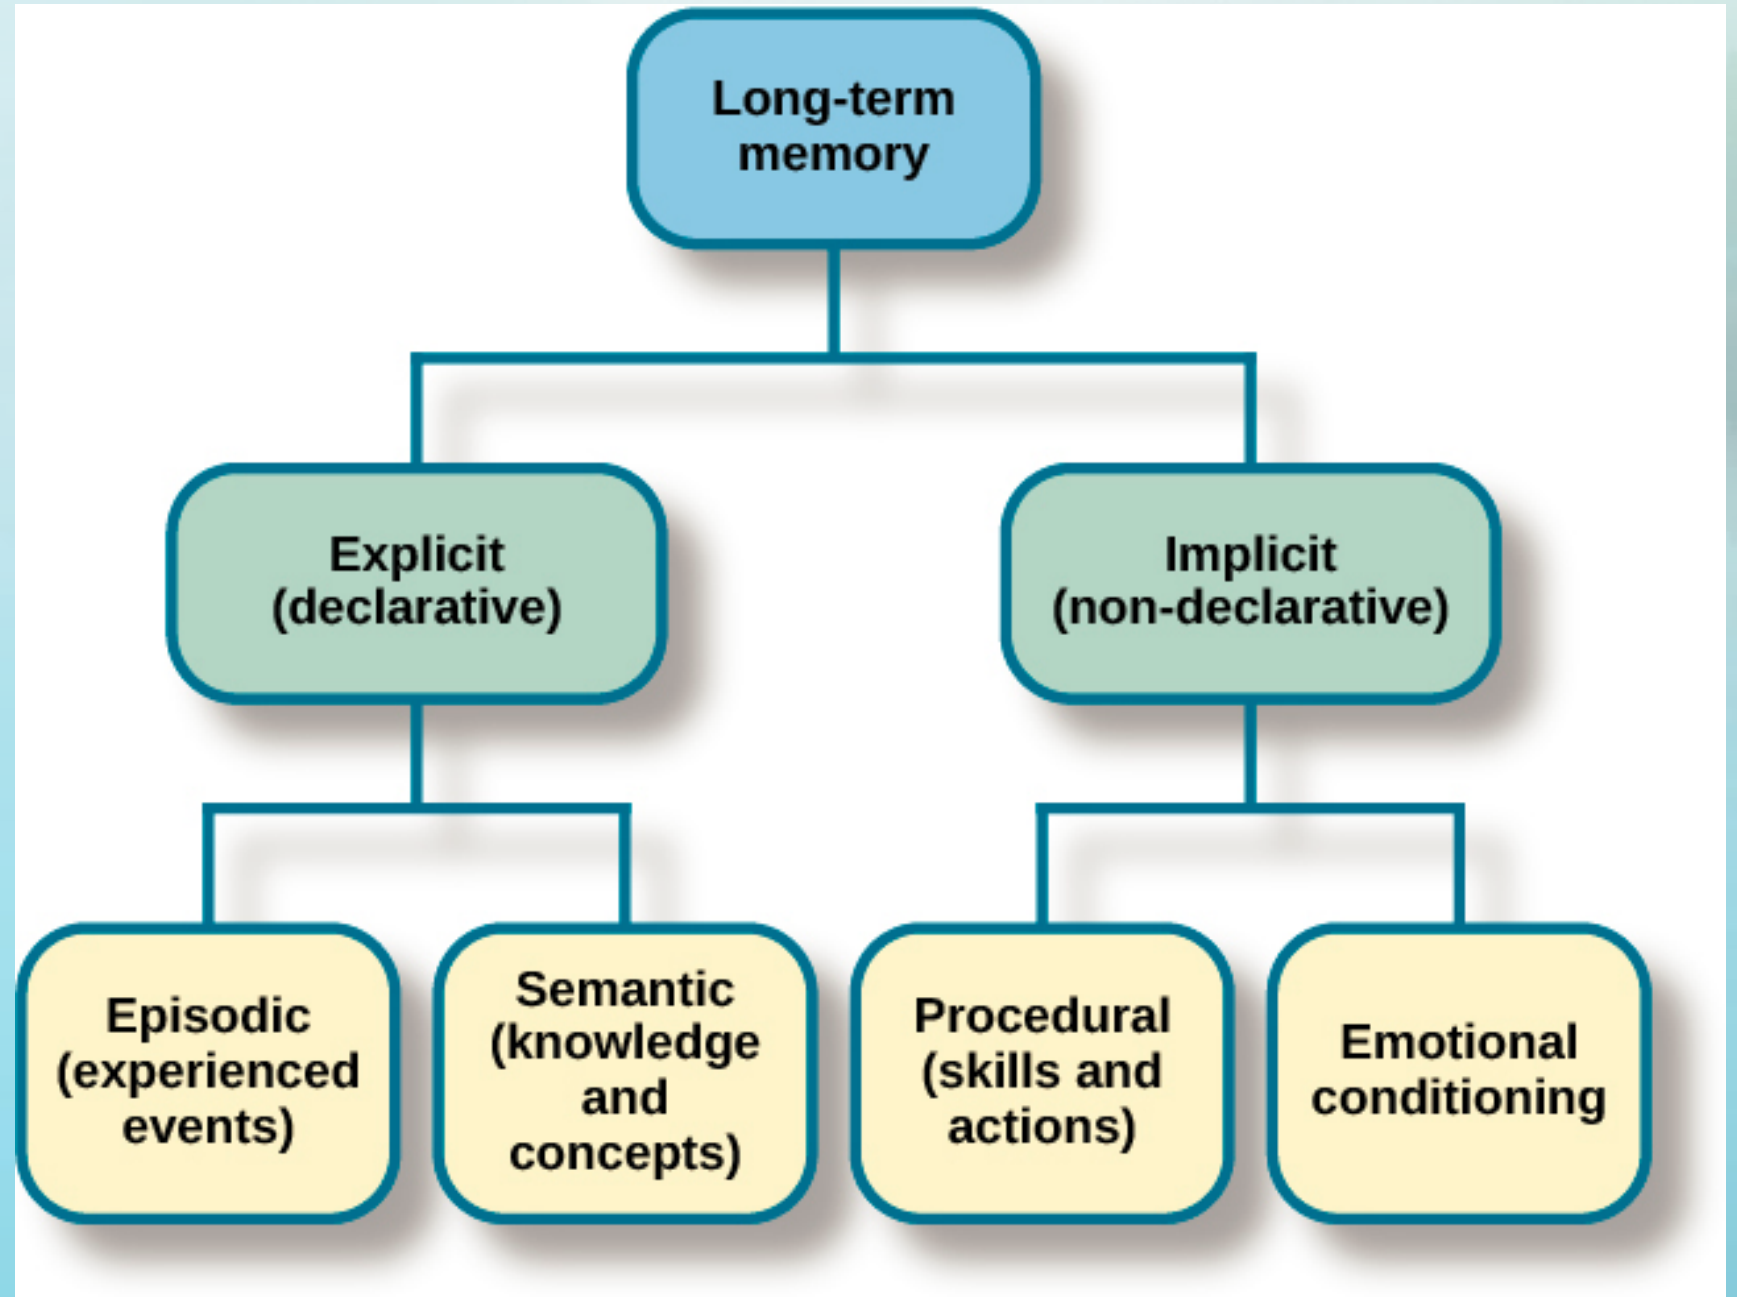 Long-term
memory
Explicit
(declarative)
Implicit
(non-declarative)
Episodic
(experienced
events)
Semantic
(knowledge
and
concepts)
Procedural
(skills and
actions)
Emotional
conditioning